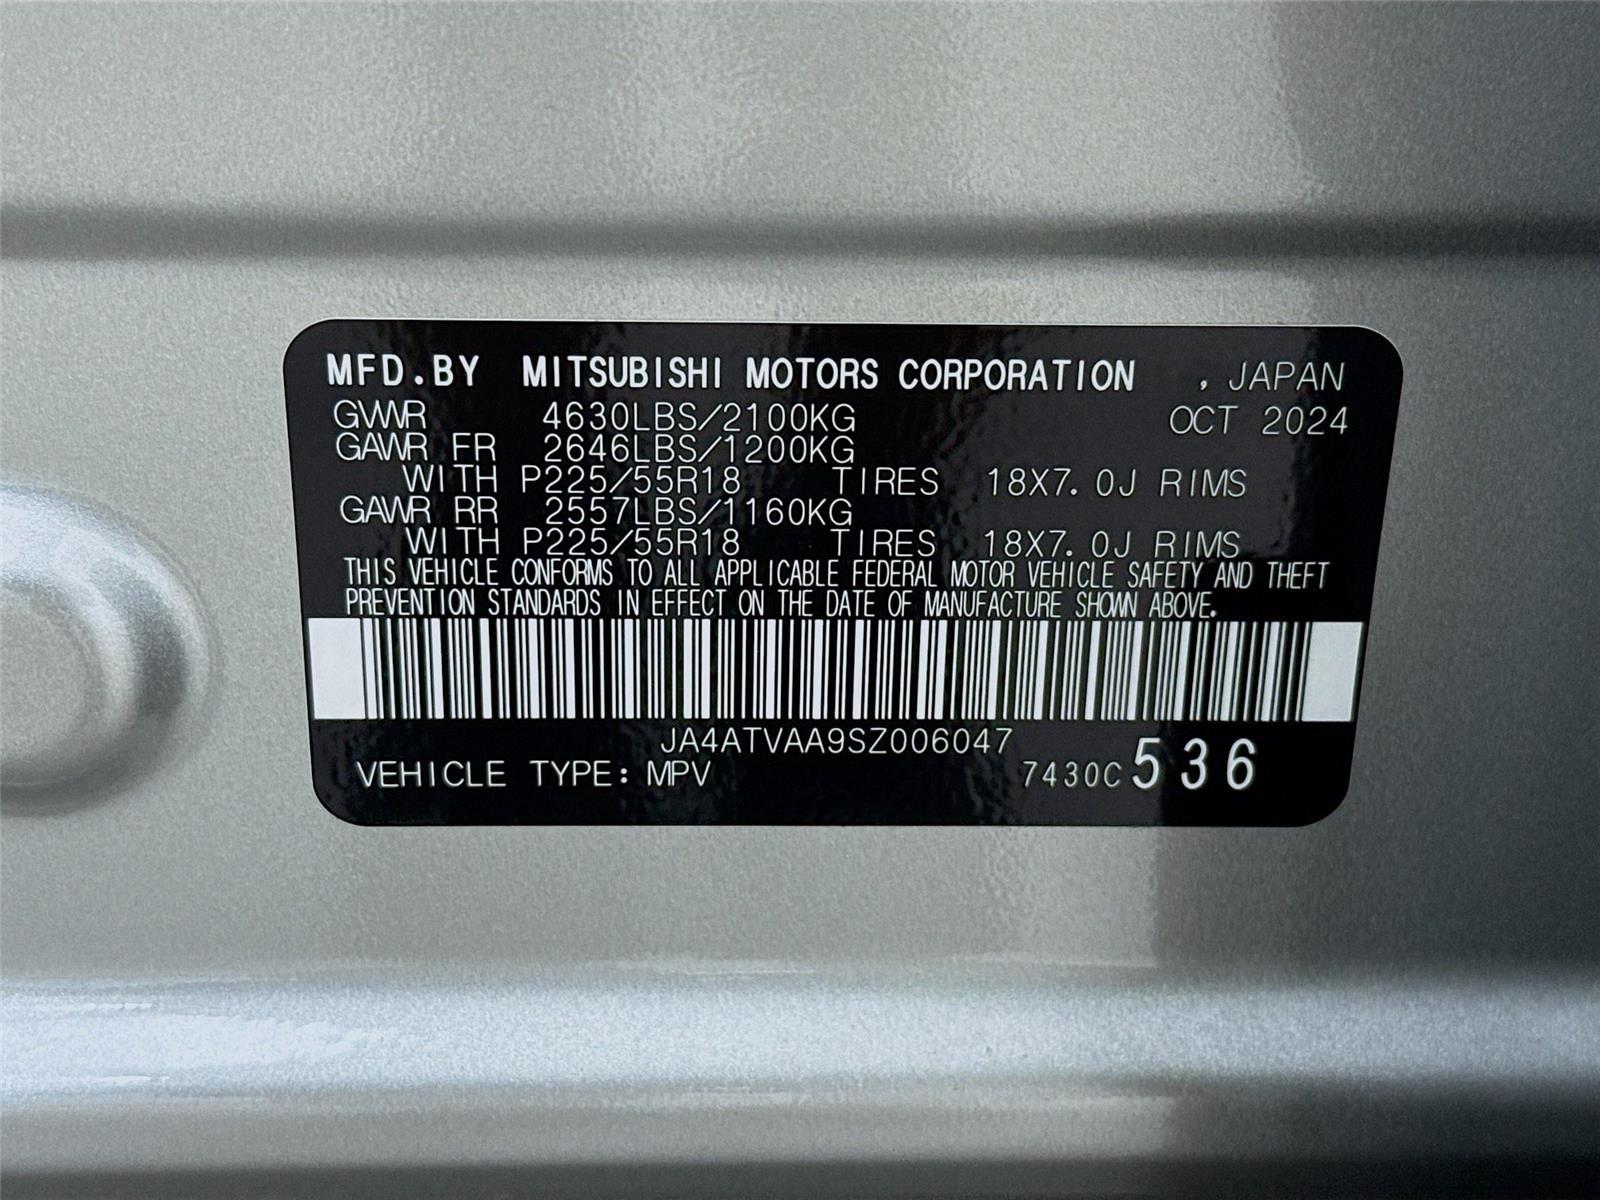 MFD.BY MITSUBISHI MOTORS CORPORATION , JAPAN
GVWR 4630LBS/2100KG OCT 2024
GAWR FR 2646LBS/1200KG
WITH P225/55R18 TIRES 18X7.0J RIMS
GAWR RR 2557LBS/1160KG
WITH P225/55R18 TIRES 18X7.0J RIMS
THIS VEHICLE CONFORMS TO ALL APPLICABLE FEDERAL MOTOR VEHICLE SAFETY AND THEFT
PREVENTION STANDARDS IN EFFECT ON THE DATE OF MANUFACTURE SHOWN ABOVE.
JA4ATVAA9SZ006047
VEHICLE TYPE: MPV 7430C 536